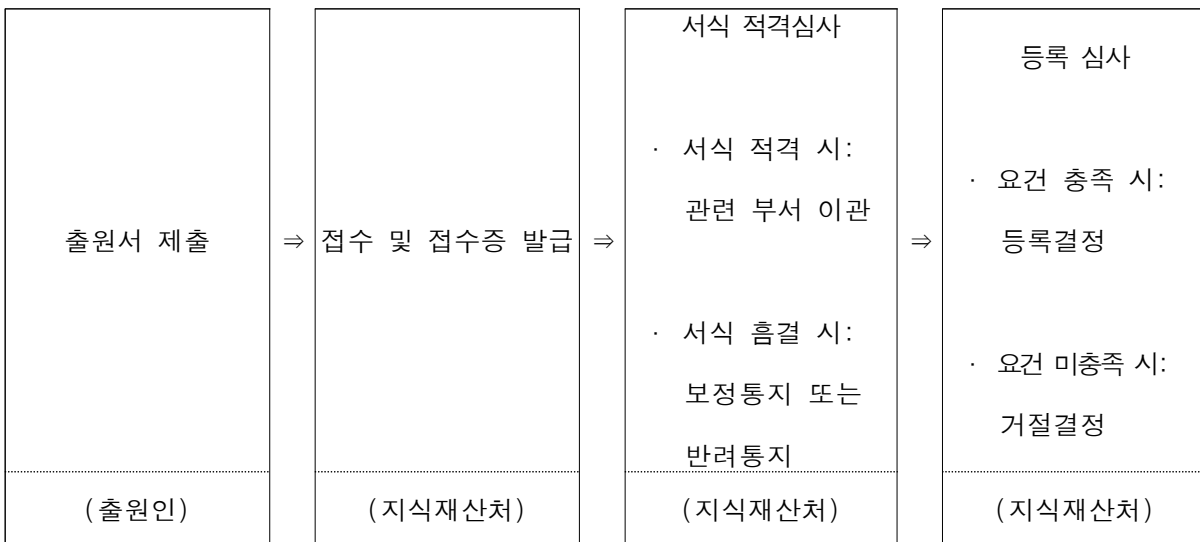 출원서 제출
(출원인)
⇒
접수 및 접수증 발급
(지식재산처)
⇒
서식 적격심사
· 서식 적격 시:
관련 부서 이관
· 서식 흠결 시:
보정통지 또는
반려통지
(지식재산처)
⇒
등록 심사
· 요건 충족 시:
등록결정
· 요건 미충족 시:
거절결정
(지식재산처)